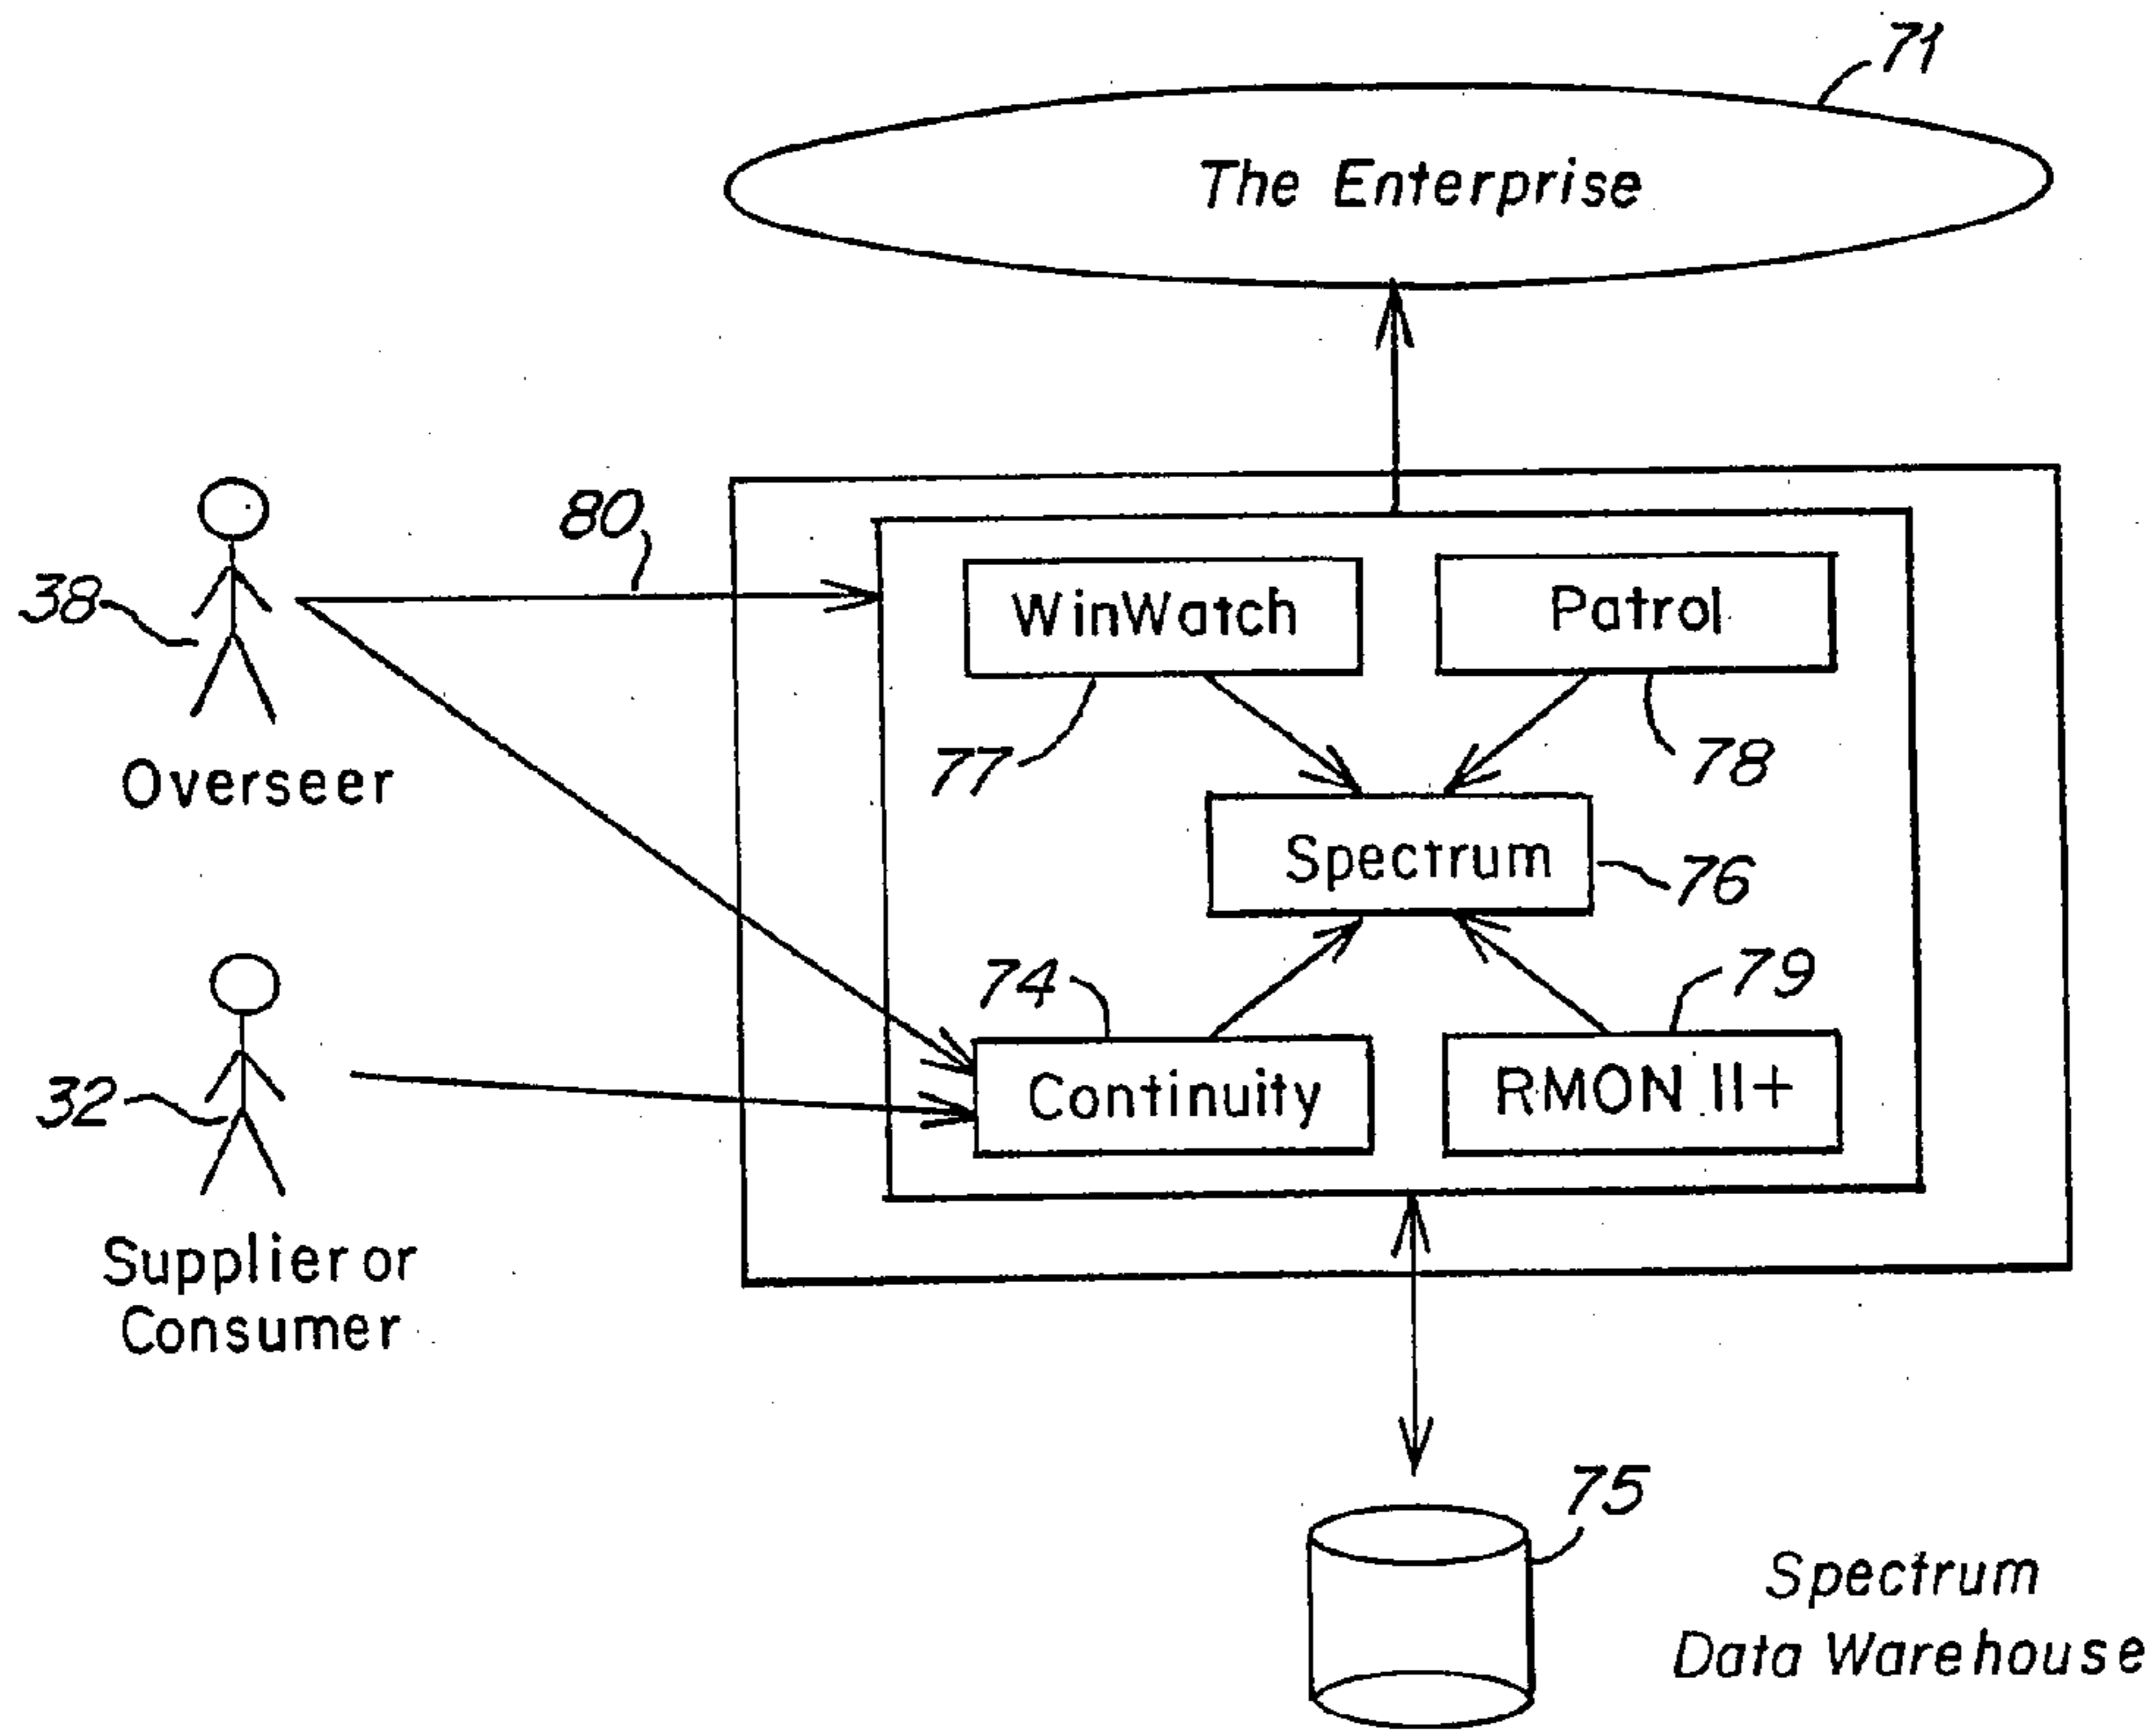 71
The Enterprise
80
38
WinWatch
Patrol
Overseer
77
78
Spectrum
76
74
79
32
Continuity
RMON II+
Supplier or
Consumer
75
Spectrum
Data Warehouse